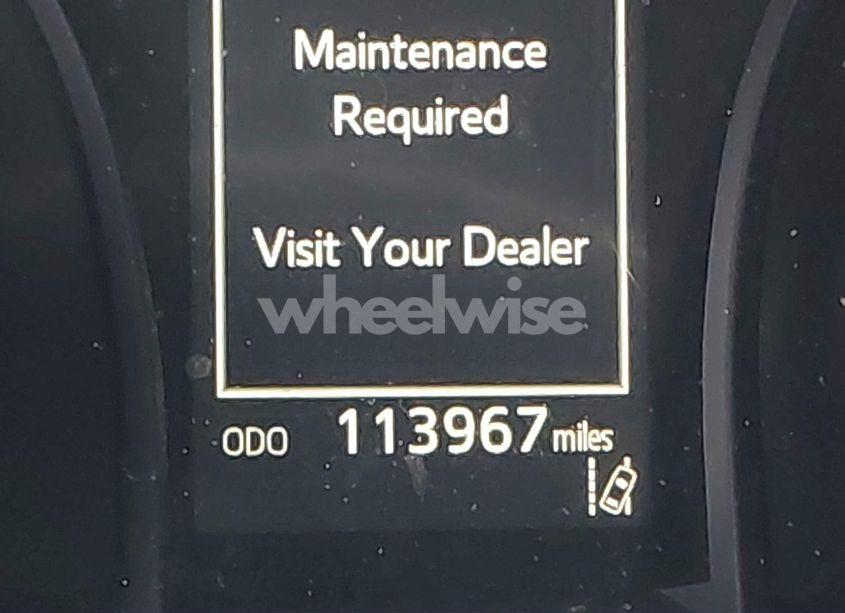 Maintenance
Required
Visit Your Dealer
wheelwise
ODO 113967 miles